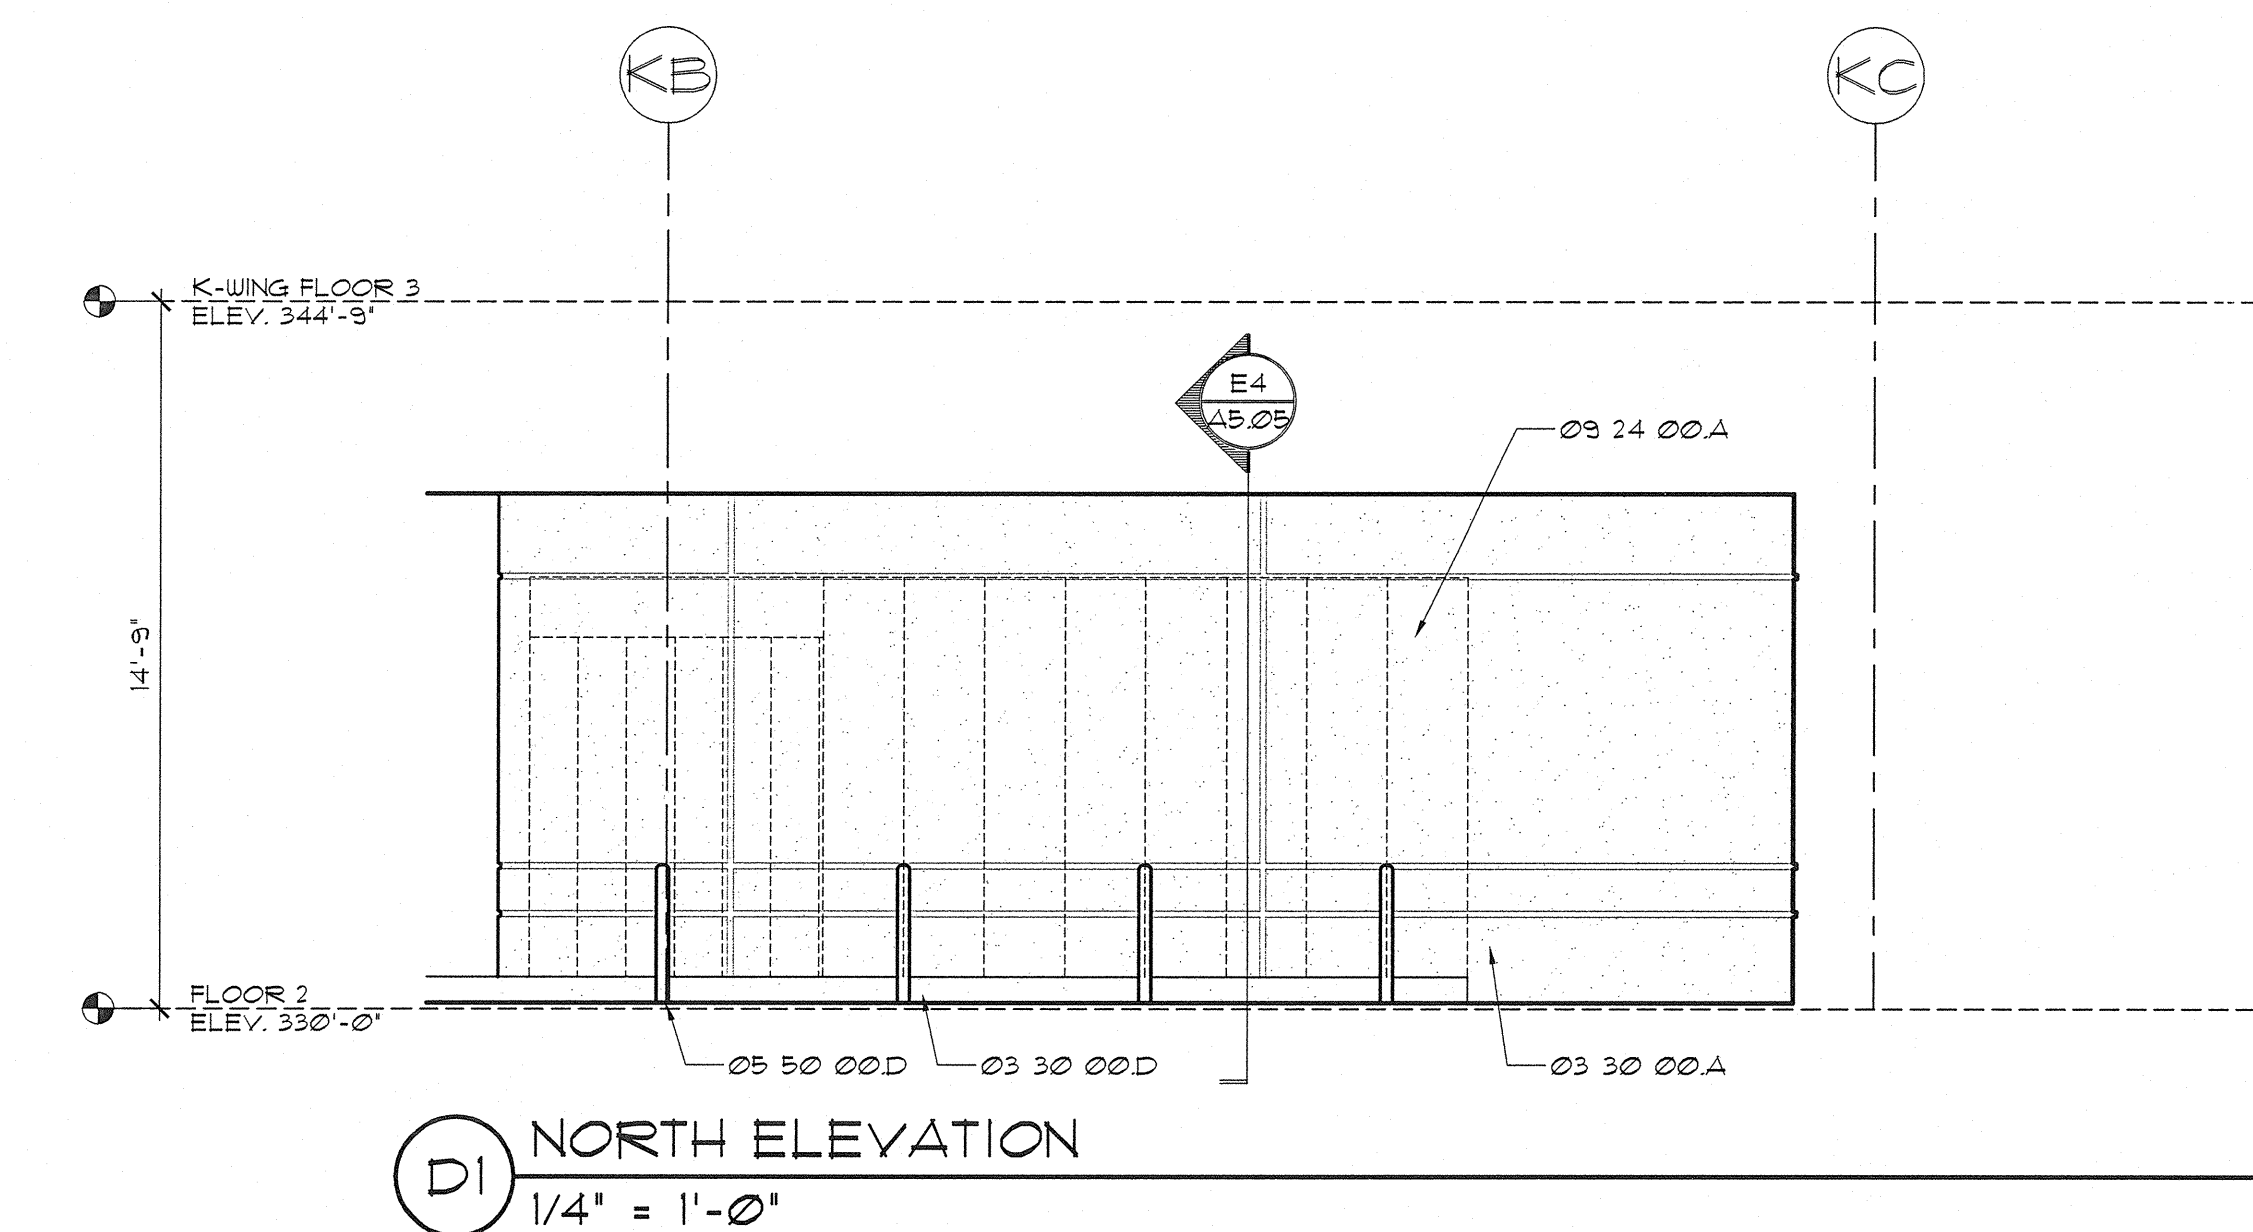 KB
KC
K-WING FLOOR 3
ELEV. 344'-9"
E4
A5.05
09 24 00.A
14'-9"
FLOOR 2
ELEV. 330'-0"
05 50 00.D
03 30 00.D
03 30 00.A
D1
NORTH ELEVATION
1/4" = 1'-0"